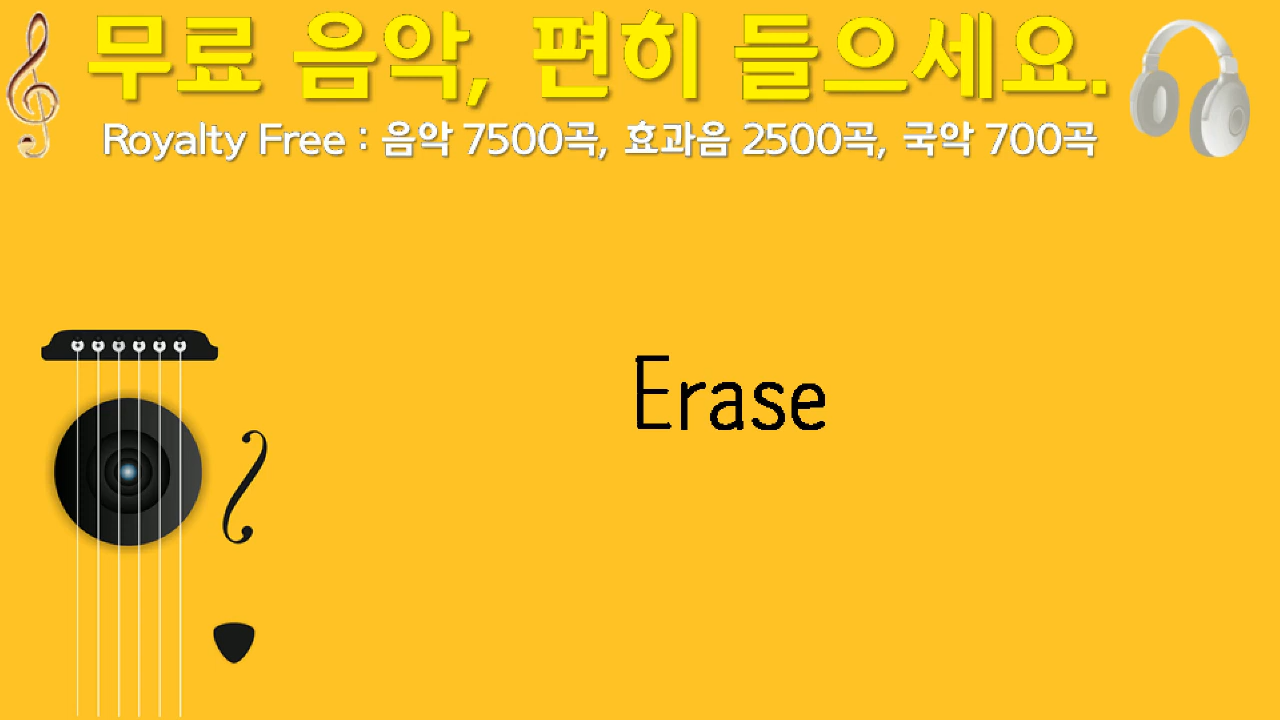 무료 음악, 편히 들으세요.
Royalty Free : 음악 7500곡, 효과음 2500곡, 국악 700곡
Erase